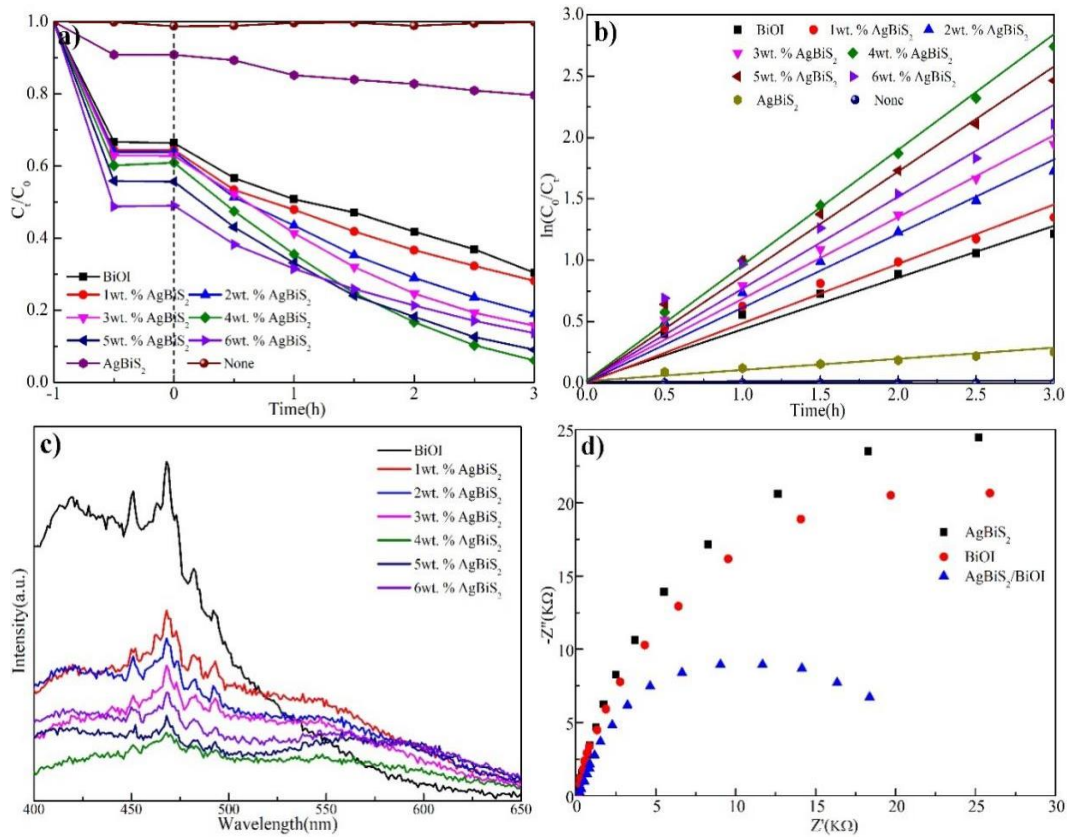 a)
1.0
0.8
0.6
0.4
0.2
0.0
Cₜ/C₀
BiOI
1wt. % AgBiS₂
2wt. % AgBiS₂
3wt. % AgBiS₂
4wt. % AgBiS₂
5wt. % AgBiS₂
6wt. % AgBiS₂
AgBiS₂
None
-1 0 1 2 3
Time(h)
b)
3.0
2.5
2.0
1.5
1.0
0.5
0.0
ln(C₀/Cₜ)
BiOI 1wt. % AgBiS₂ 2wt. % AgBiS₂
3wt. % AgBiS₂ 4wt. % AgBiS₂
5wt. % AgBiS₂ 6wt. % AgBiS₂
AgBiS₂ None
0.0 0.5 1.0 1.5 2.0 2.5 3.0
Time(h)
c)
Intensity(a.u.)
BiOI
1wt. % AgBiS₂
2wt. % AgBiS₂
3wt. % AgBiS₂
4wt. % AgBiS₂
5wt. % AgBiS₂
6wt. % AgBiS₂
400 450 500 550 600 650
Wavelength(nm)
d)
25
20
15
10
5
0
-Z''(KΩ)
AgBiS₂
BiOI
AgBiS₂/BiOI
0 5 10 15 20 25 30
Z'(KΩ)